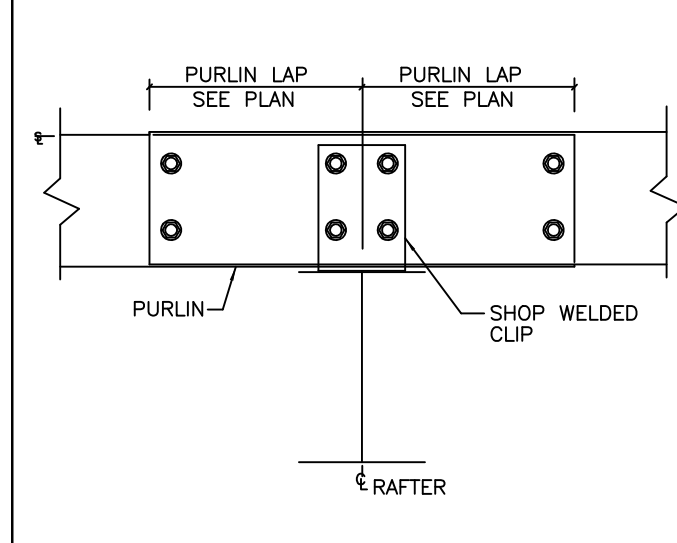 PURLIN LAP
SEE PLAN
PURLIN LAP
SEE PLAN
PURLIN
SHOP WELDED
CLIP
℄ RAFTER